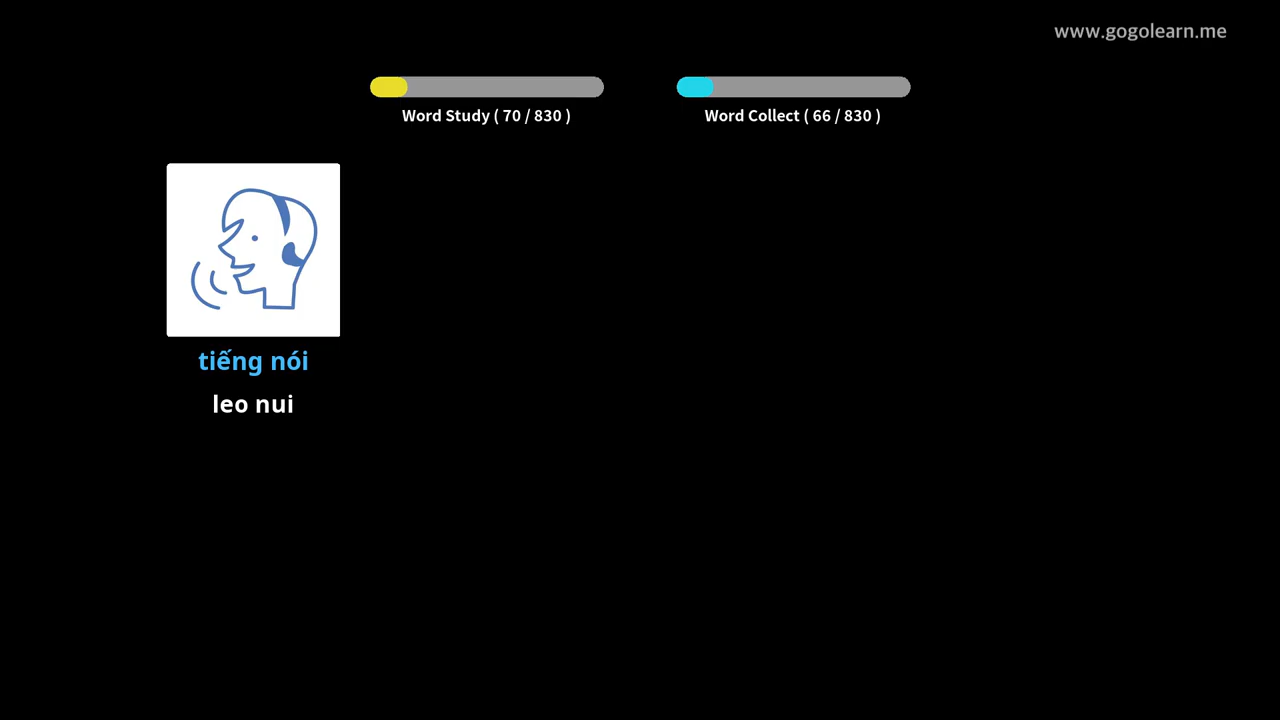 www.gogolearn.me
Word Study ( 70 / 830 )
Word Collect ( 66 / 830 )
tiếng nói
leo nui